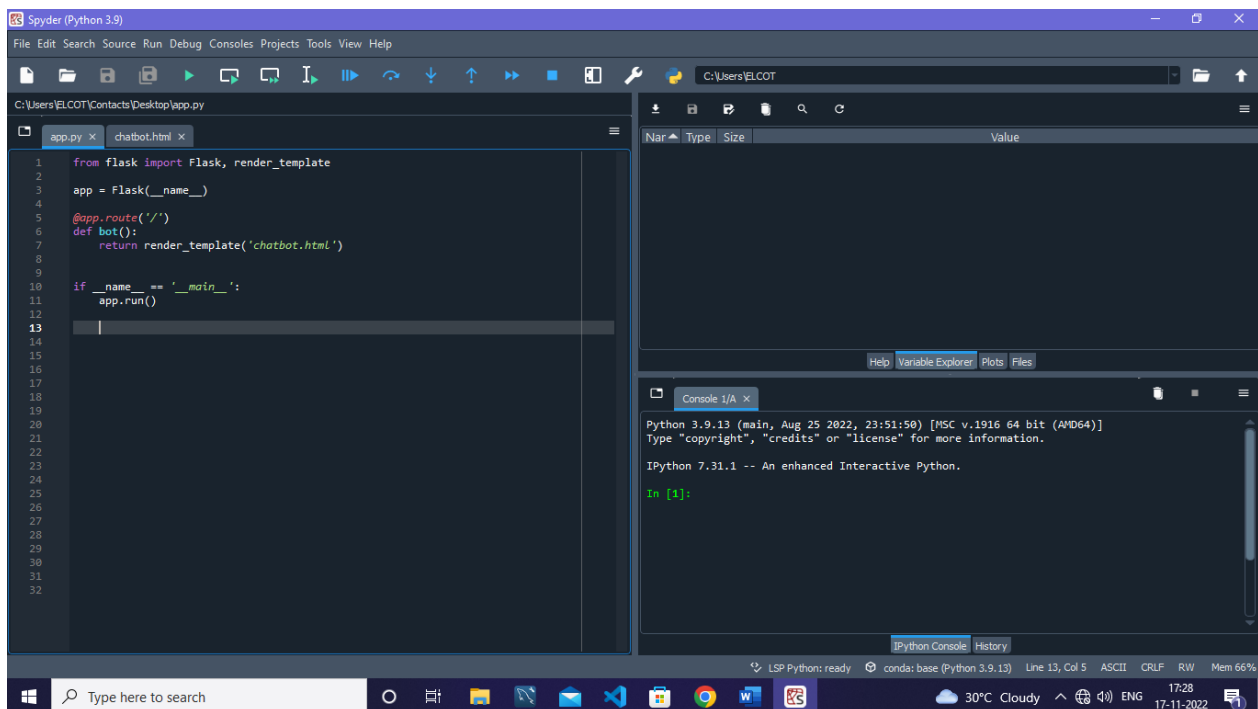 Spyder (Python 3.9)
File Edit Search Source Run Debug Consoles Projects Tools View Help
C:\Users\ELCOT
C:\Users\ELCOT\Contacts\Desktop\app.py
app.py
chatbot.html
1 from flask import Flask, render_template
2
3 app = Flask(__name__)
4
5 @app.route('/')
6 def bot():
7 return render_template('chatbot.html')
8
9
10 if __name__ == '__main__':
11 app.run()
12
13
14
15
16
17
18
19
20
21
22
23
24
25
26
27
28
29
30
31
32
Nar Type Size Value
Help Variable Explorer Plots Files
Console 1/A
Python 3.9.13 (main, Aug 25 2022, 23:51:50) [MSC v.1916 64 bit (AMD64)]
Type "copyright", "credits" or "license" for more information.
IPython 7.31.1 -- An enhanced Interactive Python.
In [1]:
IPython Console History
LSP Python: ready conda: base (Python 3.9.13) Line 13, Col 5 ASCII CRLF RW Mem 66%
Type here to search
30°C Cloudy ENG
17:28
17-11-2022
1